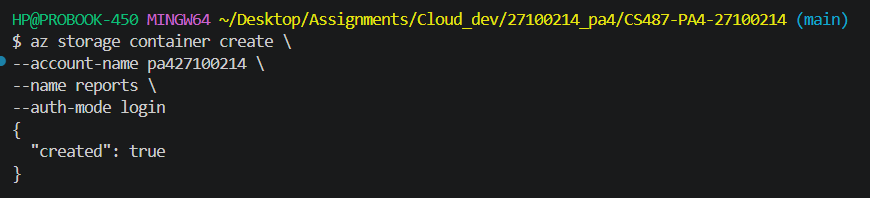 HP@PROBOOK-450 MINGW64 ~/Desktop/Assignments/Cloud_dev/27100214_pa4/CS487-PA4-27100214 (main)
$ az storage container create \
--account-name pa427100214 \
--name reports \
--auth-mode login
{
  "created": true
}